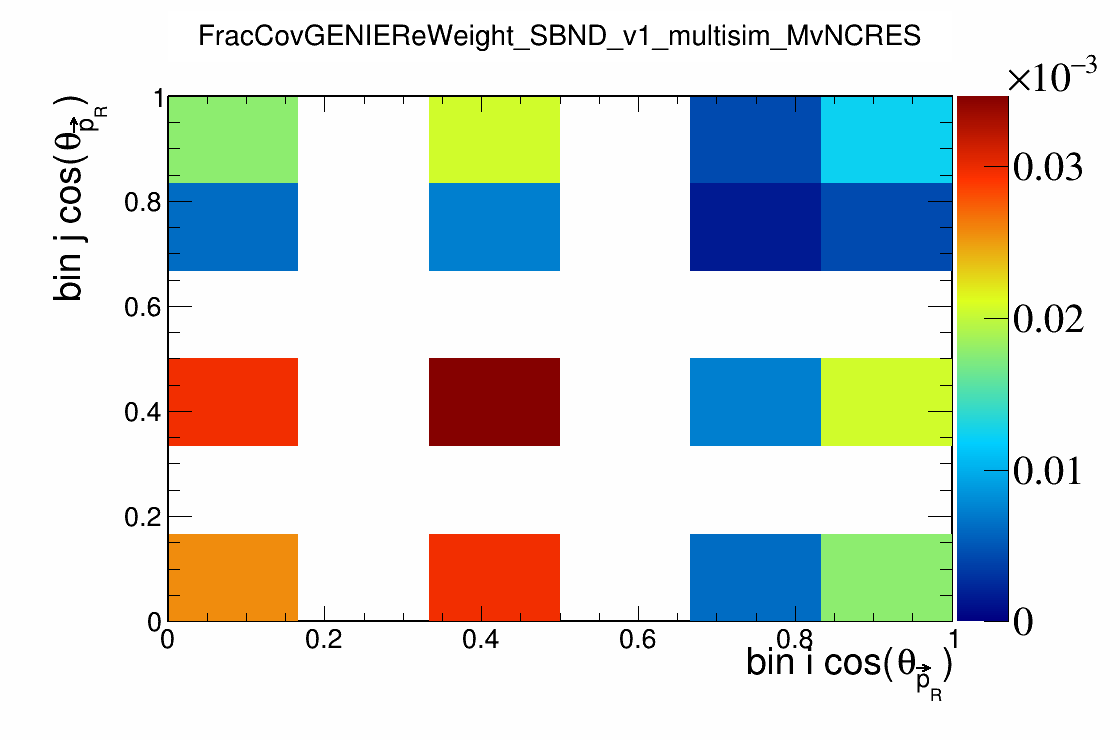 FracCovGENIEReWeight_SBND_v1_multisim_MvNCRES
×10⁻³
bin j cos(θ_p⃗_R)
1
0.8
0.6
0.4
0.2
0
0 0.2 0.4 0.6 0.8 1
bin i cos(θ_p⃗_R)
0.03
0.02
0.01
0